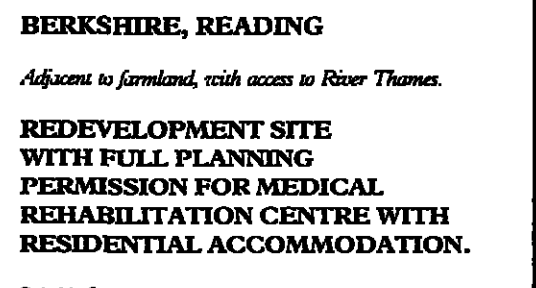 BERKSHIRE, READING
Adjacent to farmland, with access to River Thames.
REDEVELOPMENT SITE
WITH FULL PLANNING
PERMISSION FOR MEDICAL
REHABILITATION CENTRE WITH
RESIDENTIAL ACCOMMODATION.